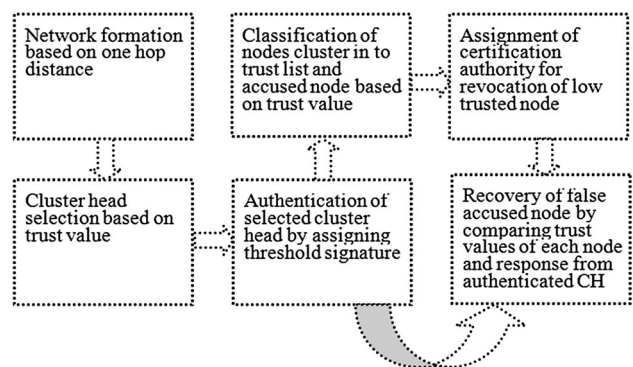 Network formation
based on one hop
distance
Cluster head
selection based on
trust value
Authentication of
selected cluster
head by assigning
threshold signature
Classification of
nodes cluster in to
trust list and
accused node based
on trust value
Assignment of
certification
authority for
revocation of low
trusted node
Recovery of false
accused node by
comparing trust
values of each node
and response from
authenticated CH